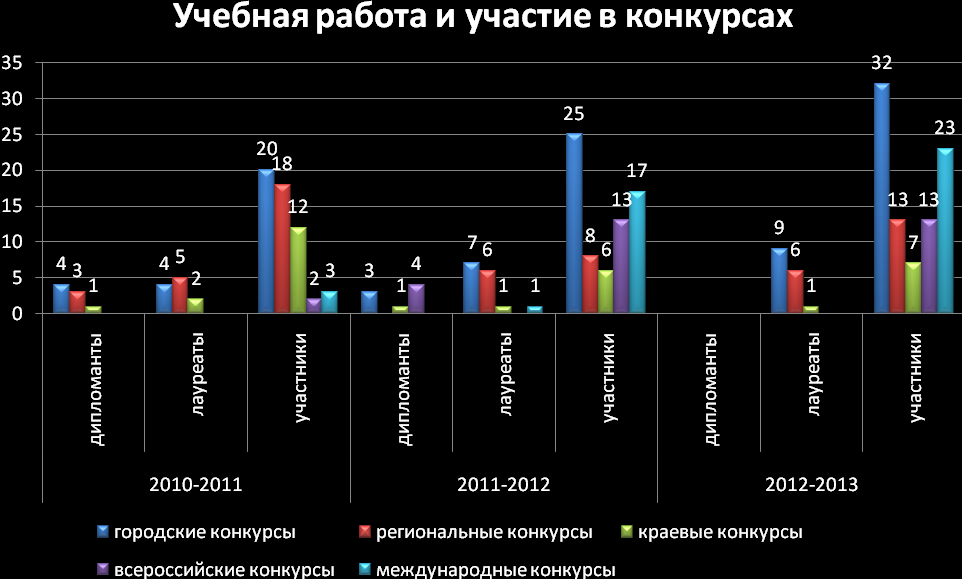 Учебная работа и участие в конкурсах
35
30
25
20
15
10
5
0
4 3 1
4 5 2
20 18 12 2 3
3 1 4
7 6 1 1
25 8 6 13 17
9 6 1
32 13 7 13 23
дипломанты
лауреаты
участники
дипломанты
лауреаты
участники
дипломанты
лауреаты
участники
2010-2011 2011-2012 2012-2013
городские конкурсы региональные конкурсы краевые конкурсы
всероссийские конкурсы международные конкурсы